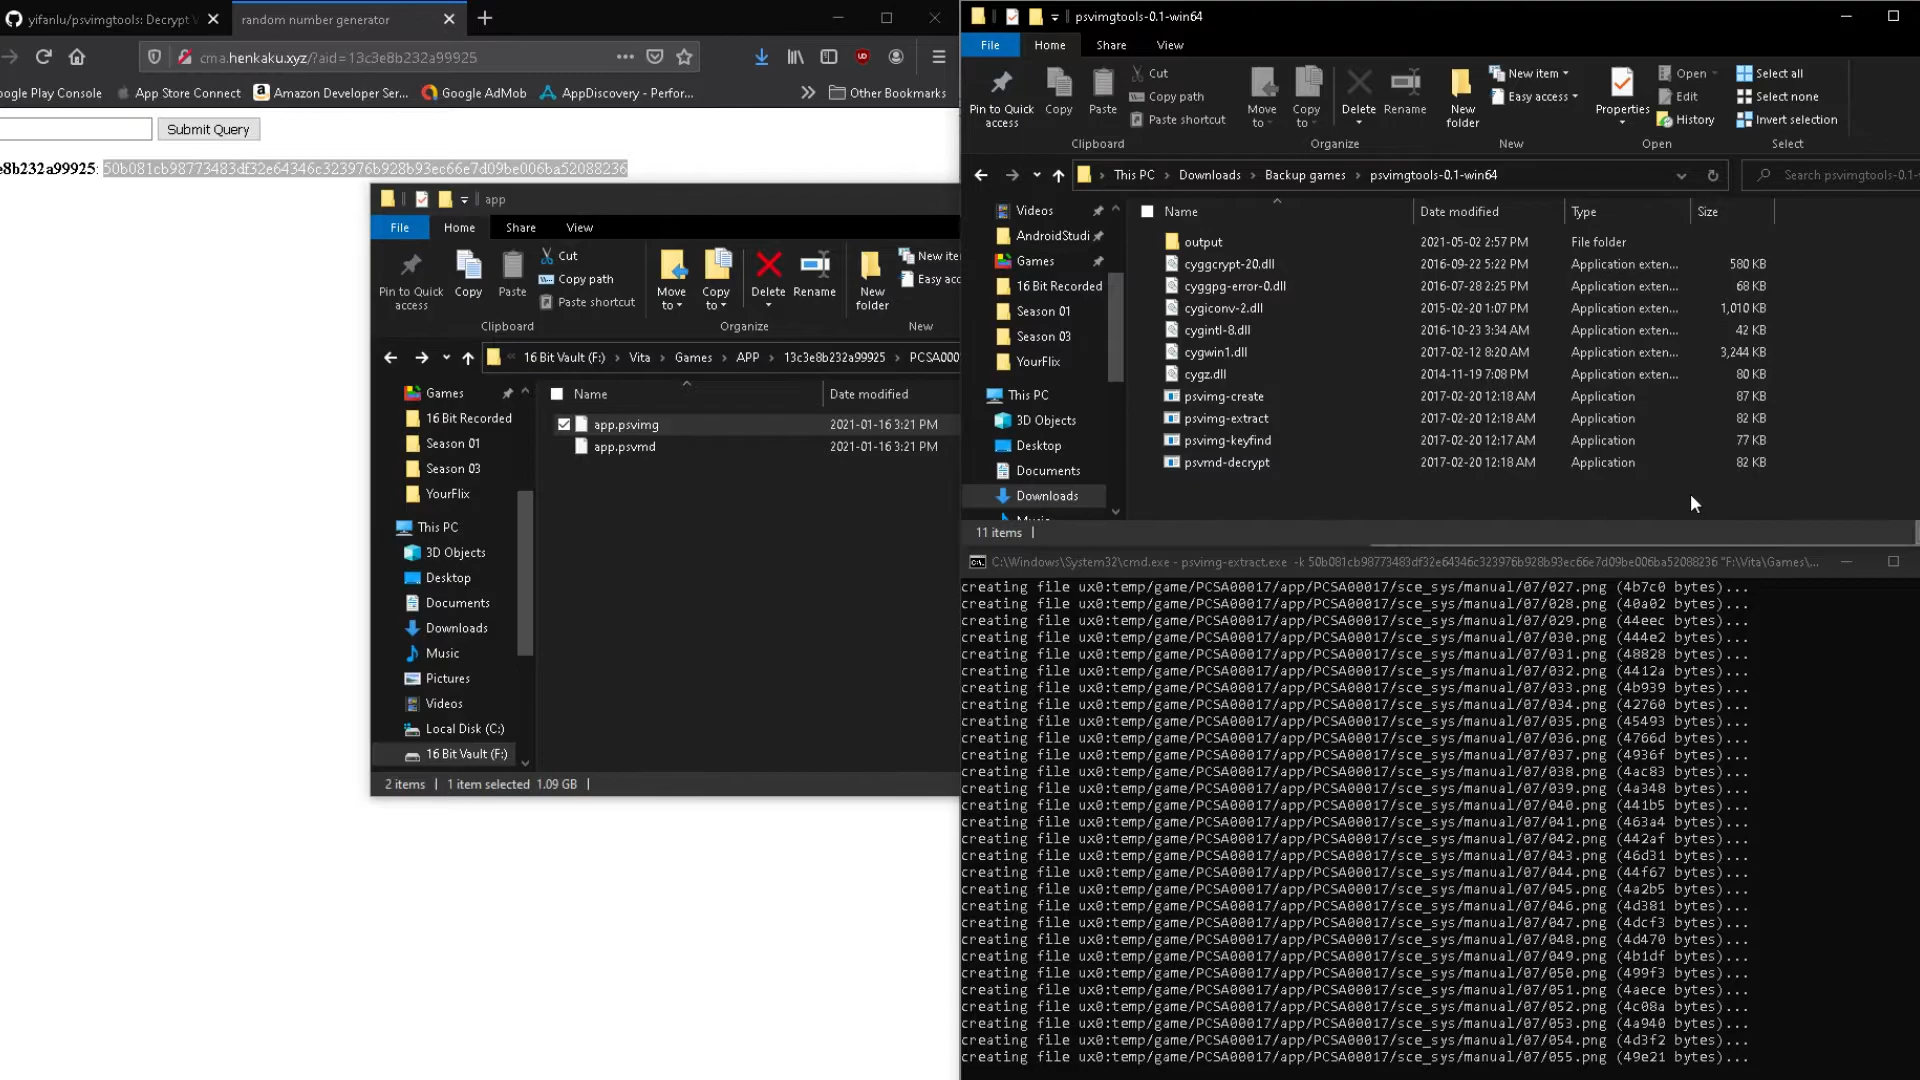 yifanlu/psvimgtools: Decrypt V
random number generator
cma.henkaku.xyz/?aid=13c3e8b232a99925
ogle Play Console
App Store Connect
Amazon Developer Ser...
Google AdMob
AppDiscovery - Perfor...
Other Bookmarks
Submit Query
e8b232a99925: 50b081cb98773483df32e64346c323976b928b93ec66e7d09be006ba52088236
app
File
Home
Share
View
Pin to Quick access
Copy
Paste
Cut
Copy path
Paste shortcut
Move to
Copy to
Delete
Rename
New folder
New ite
Easy acc
Clipboard
Organize
New
16 Bit Vault (F:) > Vita > Games > APP > 13c3e8b232a99925 > PCSA000
Games
16 Bit Recorded
Season 01
Season 03
YourFlix
This PC
3D Objects
Desktop
Documents
Downloads
Music
Pictures
Videos
Local Disk (C:)
16 Bit Vault (F:)
Name
Date modified
app.psvimg 2021-01-16 3:21 PM
app.psvmd 2021-01-16 3:21 PM
2 items | 1 item selected 1.09 GB |
psvimgtools-0.1-win64
File
Home
Share
View
Pin to Quick access
Copy
Paste
Cut
Copy path
Paste shortcut
Move to
Copy to
Delete
Rename
New folder
New item
Easy access
Properties
Open
Edit
History
Select all
Select none
Invert selection
Clipboard
Organize
New
Open
Select
This PC > Downloads > Backup games > psvimgtools-0.1-win64
Search psvimgtools-0.1-
Videos
AndroidStudi
Games
16 Bit Recorded
Season 01
Season 03
YourFlix
This PC
3D Objects
Desktop
Documents
Downloads
Music
Name Date modified Type Size
output 2021-05-02 2:57 PM File folder
cyggcrypt-20.dll 2016-09-22 5:22 PM Application exten... 580 KB
cyggpg-error-0.dll 2016-07-28 2:25 PM Application exten... 68 KB
cygiconv-2.dll 2015-02-20 1:07 PM Application exten... 1,010 KB
cygintl-8.dll 2016-10-23 3:34 AM Application exten... 42 KB
cygwin1.dll 2017-02-12 8:20 AM Application exten... 3,244 KB
cygz.dll 2014-11-19 7:08 PM Application exten... 80 KB
psvimg-create 2017-02-20 12:18 AM Application 87 KB
psvimg-extract 2017-02-20 12:18 AM Application 82 KB
psvimg-keyfind 2017-02-20 12:17 AM Application 77 KB
psvmd-decrypt 2017-02-20 12:18 AM Application 82 KB
11 items |
C:\Windows\System32\cmd.exe - psvimg-extract.exe -k 50b081cb98773483df32e64346c323976b928b93ec66e7d09be006ba52088236 "F:\Vita\Games\...
creating file ux0:temp/game/PCSA00017/app/PCSA00017/sce_sys/manual/07/027.png (4b7c0 bytes)...
creating file ux0:temp/game/PCSA00017/app/PCSA00017/sce_sys/manual/07/028.png (40a02 bytes)...
creating file ux0:temp/game/PCSA00017/app/PCSA00017/sce_sys/manual/07/029.png (44eec bytes)...
creating file ux0:temp/game/PCSA00017/app/PCSA00017/sce_sys/manual/07/030.png (444e2 bytes)...
creating file ux0:temp/game/PCSA00017/app/PCSA00017/sce_sys/manual/07/031.png (48828 bytes)...
creating file ux0:temp/game/PCSA00017/app/PCSA00017/sce_sys/manual/07/032.png (4412a bytes)...
creating file ux0:temp/game/PCSA00017/app/PCSA00017/sce_sys/manual/07/033.png (4b939 bytes)...
creating file ux0:temp/game/PCSA00017/app/PCSA00017/sce_sys/manual/07/034.png (42760 bytes)...
creating file ux0:temp/game/PCSA00017/app/PCSA00017/sce_sys/manual/07/035.png (45493 bytes)...
creating file ux0:temp/game/PCSA00017/app/PCSA00017/sce_sys/manual/07/036.png (4766d bytes)...
creating file ux0:temp/game/PCSA00017/app/PCSA00017/sce_sys/manual/07/037.png (4936f bytes)...
creating file ux0:temp/game/PCSA00017/app/PCSA00017/sce_sys/manual/07/038.png (4ac83 bytes)...
creating file ux0:temp/game/PCSA00017/app/PCSA00017/sce_sys/manual/07/039.png (4a348 bytes)...
creating file ux0:temp/game/PCSA00017/app/PCSA00017/sce_sys/manual/07/040.png (441b5 bytes)...
creating file ux0:temp/game/PCSA00017/app/PCSA00017/sce_sys/manual/07/041.png (463a4 bytes)...
creating file ux0:temp/game/PCSA00017/app/PCSA00017/sce_sys/manual/07/042.png (442af bytes)...
creating file ux0:temp/game/PCSA00017/app/PCSA00017/sce_sys/manual/07/043.png (46d31 bytes)...
creating file ux0:temp/game/PCSA00017/app/PCSA00017/sce_sys/manual/07/044.png (44f67 bytes)...
creating file ux0:temp/game/PCSA00017/app/PCSA00017/sce_sys/manual/07/045.png (4a2b5 bytes)...
creating file ux0:temp/game/PCSA00017/app/PCSA00017/sce_sys/manual/07/046.png (4d381 bytes)...
creating file ux0:temp/game/PCSA00017/app/PCSA00017/sce_sys/manual/07/047.png (4dcf3 bytes)...
creating file ux0:temp/game/PCSA00017/app/PCSA00017/sce_sys/manual/07/048.png (4d470 bytes)...
creating file ux0:temp/game/PCSA00017/app/PCSA00017/sce_sys/manual/07/049.png (4b1df bytes)...
creating file ux0:temp/game/PCSA00017/app/PCSA00017/sce_sys/manual/07/050.png (499f3 bytes)...
creating file ux0:temp/game/PCSA00017/app/PCSA00017/sce_sys/manual/07/051.png (4aece bytes)...
creating file ux0:temp/game/PCSA00017/app/PCSA00017/sce_sys/manual/07/052.png (4c08a bytes)...
creating file ux0:temp/game/PCSA00017/app/PCSA00017/sce_sys/manual/07/053.png (4a940 bytes)...
creating file ux0:temp/game/PCSA00017/app/PCSA00017/sce_sys/manual/07/054.png (4d3f2 bytes)...
creating file ux0:temp/game/PCSA00017/app/PCSA00017/sce_sys/manual/07/055.png (49e21 bytes)...